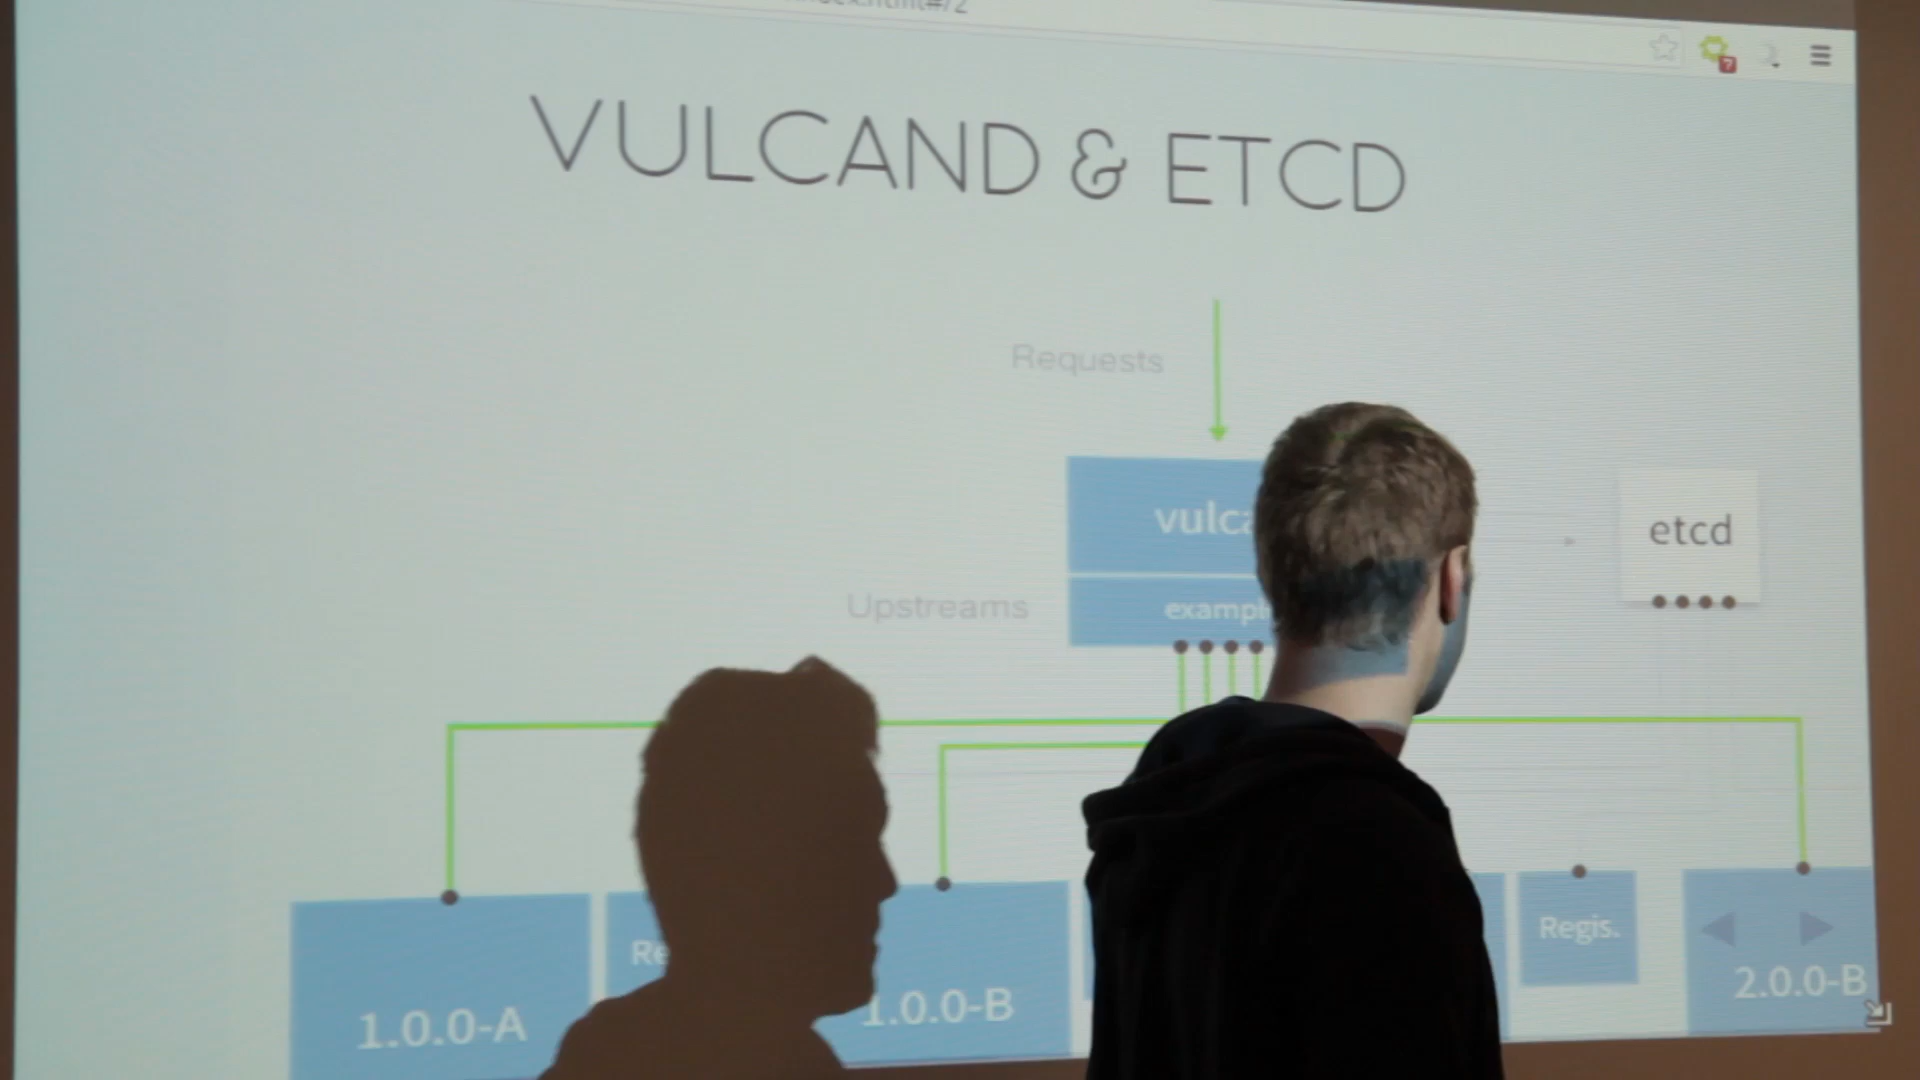 VULCAND & ETCD
Requests
etcd
Upstreams
Regis.
1.0.0-A
1.0.0-B
2.0.0-B